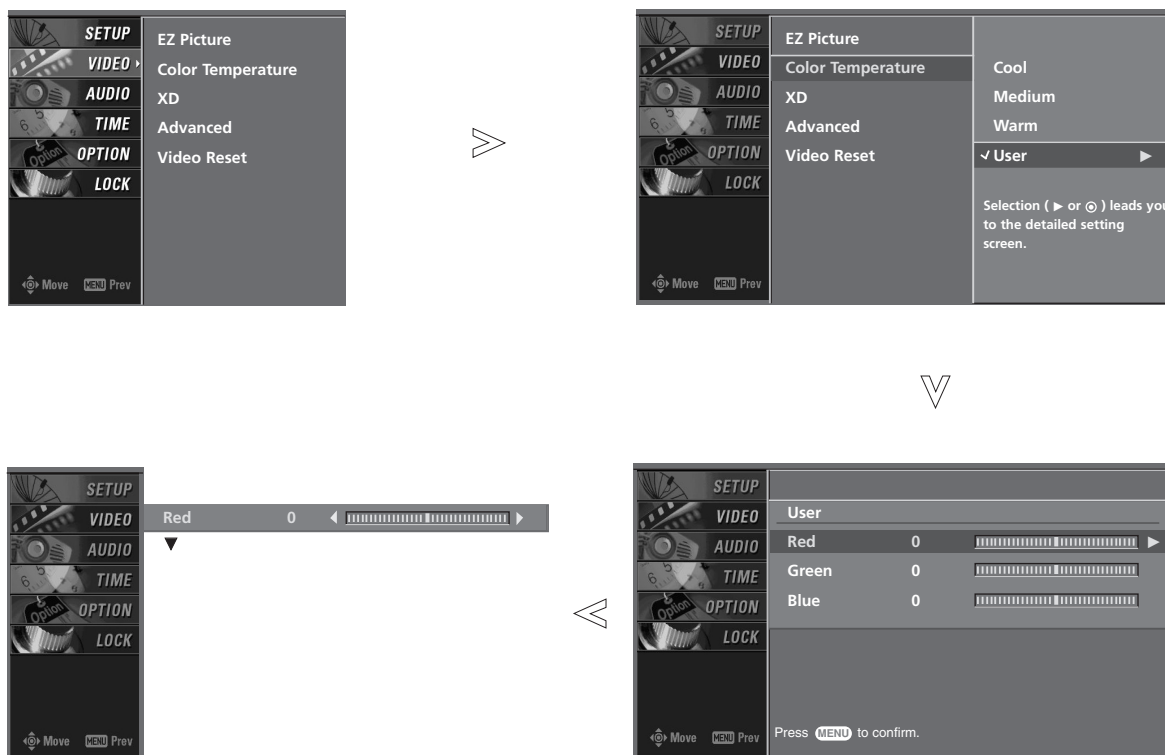 SETUP
VIDEO
AUDIO
TIME
OPTION
LOCK
Move MENU Prev
EZ Picture
Color Temperature
XD
Advanced
Video Reset
SETUP
VIDEO
AUDIO
TIME
OPTION
LOCK
Move MENU Prev
EZ Picture
Color Temperature
XD
Advanced
Video Reset
Cool
Medium
Warm
✓ User ▶
Selection ( ▶ or ◉ ) leads you
to the detailed setting
screen.
SETUP
VIDEO
AUDIO
TIME
OPTION
LOCK
Move MENU Prev
User
Red 0 ▶
Green 0
Blue 0
Press MENU to confirm.
SETUP
VIDEO
AUDIO
TIME
OPTION
LOCK
Move MENU Prev
Red 0 ◀ ▶
▼